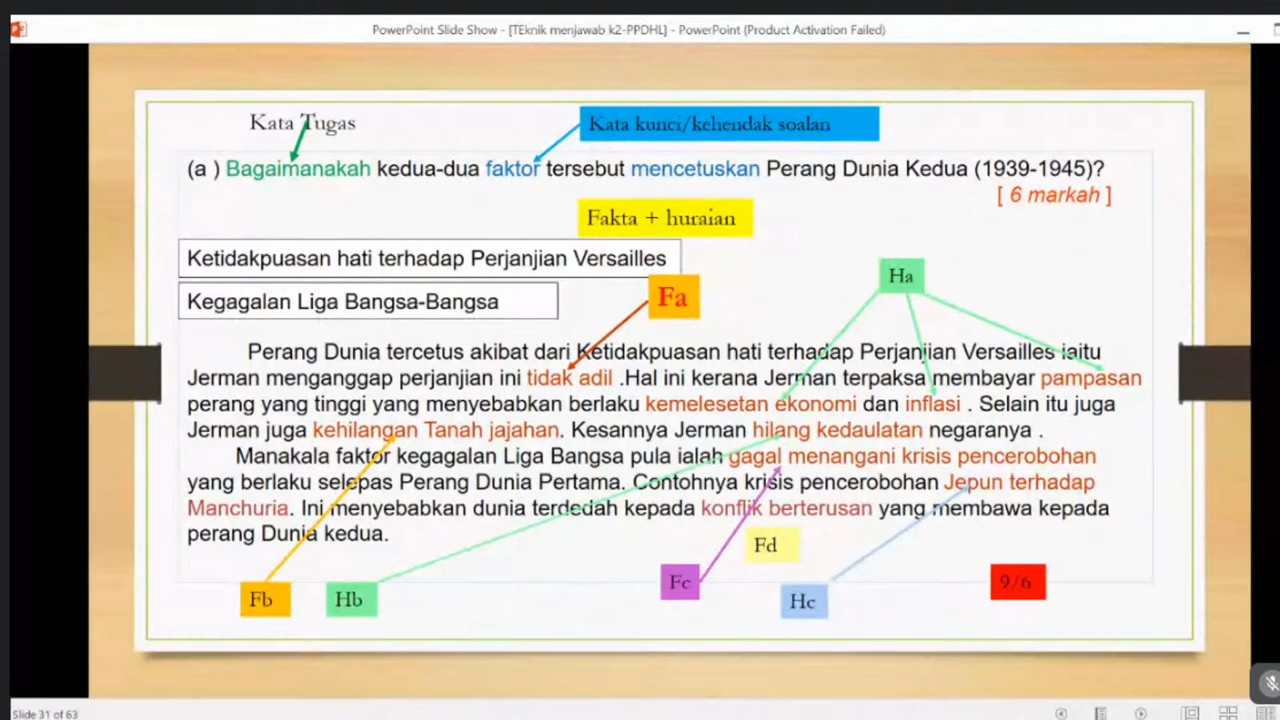 PowerPoint Slide Show - [TEknik menjawab k2-PPDHL] - PowerPoint (Product Activation Failed)
Kata Tugas
Kata kunci/kehendak soalan
(a ) Bagaimanakah kedua-dua faktor tersebut mencetuskan Perang Dunia Kedua (1939-1945)?
[ 6 markah ]
Fakta + huraian
Ketidakpuasan hati terhadap Perjanjian Versailles
Ha
Kegagalan Liga Bangsa-Bangsa
Fa
Perang Dunia tercetus akibat dari Ketidakpuasan hati terhadap Perjanjian Versailles iaitu
Jerman menganggap perjanjian ini tidak adil .Hal ini kerana Jerman terpaksa membayar pampasan
perang yang tinggi yang menyebabkan berlaku kemelesetan ekonomi dan inflasi . Selain itu juga
Jerman juga kehilangan Tanah jajahan. Kesannya Jerman hilang kedaulatan negaranya .
Manakala faktor kegagalan Liga Bangsa pula ialah gagal menangani krisis pencerobohan
yang berlaku selepas Perang Dunia Pertama. Contohnya krisis pencerobohan Jepun terhadap
Manchuria. Ini menyebabkan dunia terdedah kepada konflik berterusan yang membawa kepada
perang Dunia kedua.
Fd
Fb
Hb
Fc
Hc
9/6
Slide 31 of 63